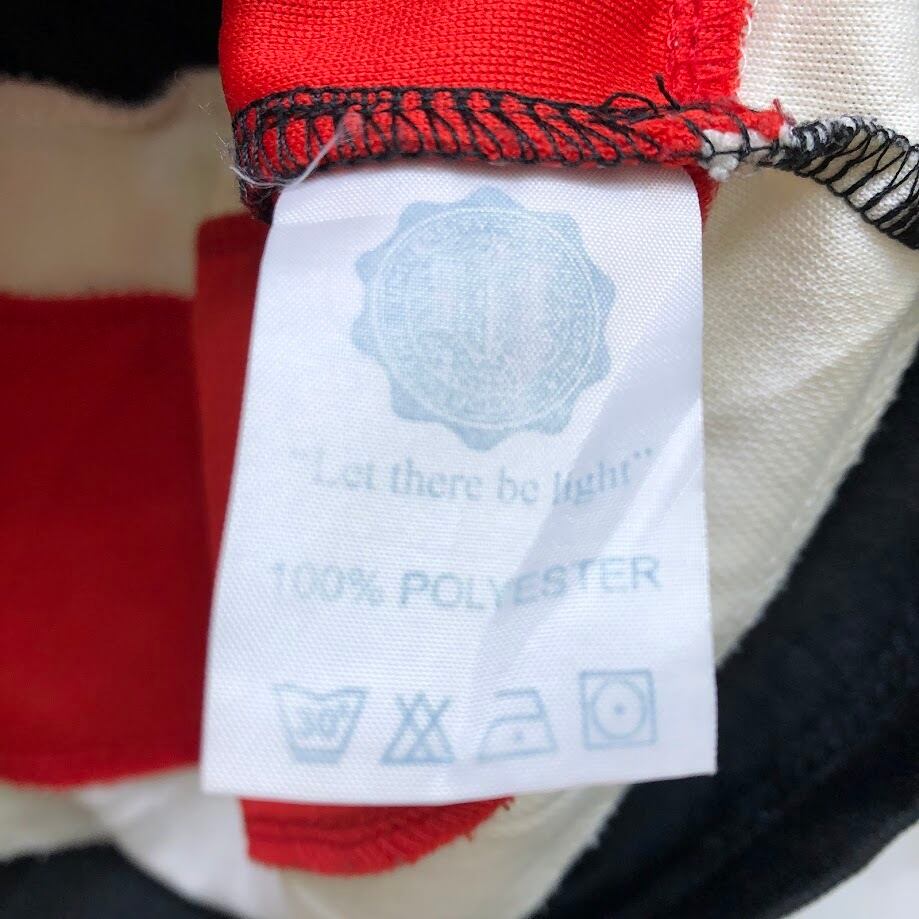 “Let there be light”
100% POLYESTER
30°